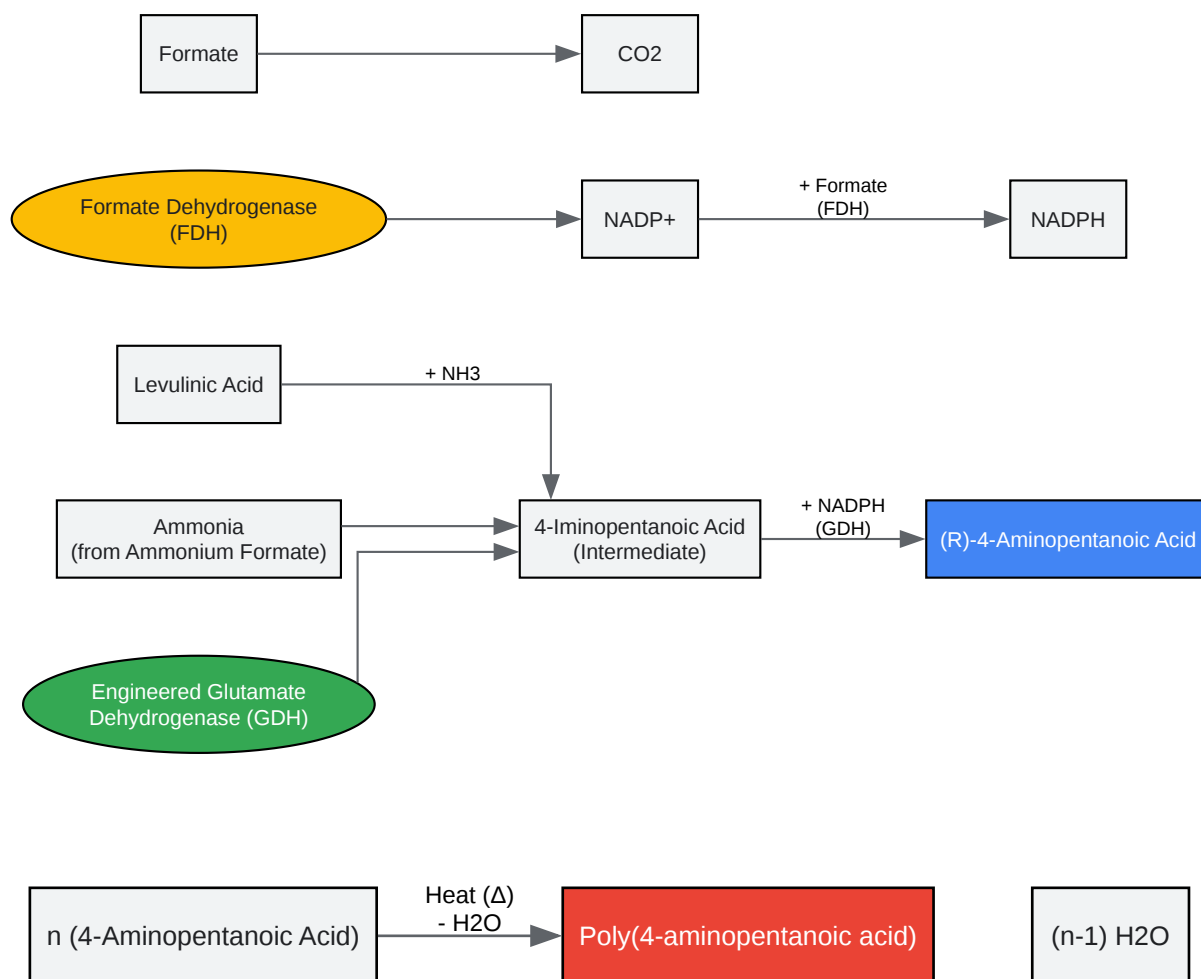 Formate
CO2
Formate Dehydrogenase
(FDH)
NADP+
+ Formate
(FDH)
NADPH
Levulinic Acid
+ NH3
Ammonia
(from Ammonium Formate)
4-Iminopentanoic Acid
(Intermediate)
+ NADPH
(GDH)
(R)-4-Aminopentanoic Acid
Engineered Glutamate
Dehydrogenase (GDH)
n (4-Aminopentanoic Acid)
Heat (Δ)
- H2O
Poly(4-aminopentanoic acid)
(n-1) H2O